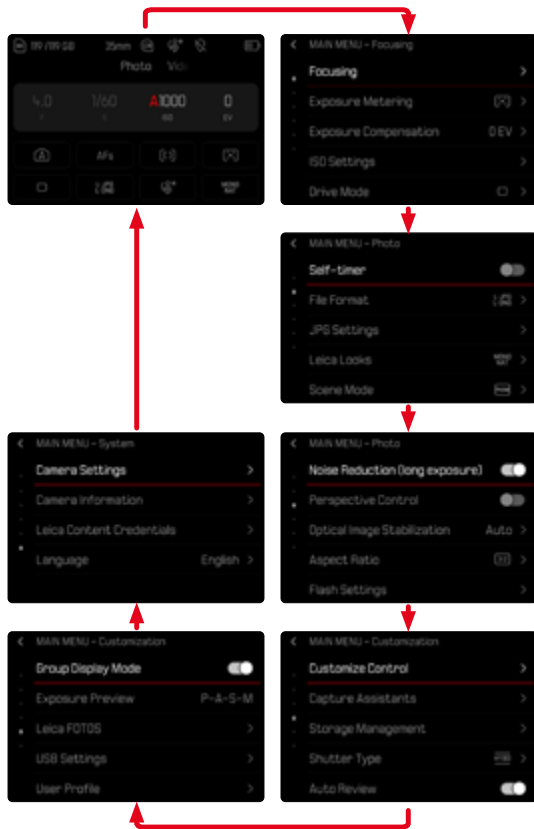 119 /119 GB 35mm
Photo Vid
4.0 1/60 A1000 0
F S ISO EV
AFs
MAIN MENU – Focusing
Focusing
Exposure Metering
Exposure Compensation 0 EV
ISO Settings
Drive Mode
MAIN MENU – Photo
Self-timer
File Format
JPG Settings
Leica Looks
Scene Mode
MAIN MENU – Photo
Noise Reduction (long exposure)
Perspective Control
Optical Image Stabilization Auto
Aspect Ratio
Flash Settings
MAIN MENU – Customization
Customize Control
Capture Assistants
Storage Management
Shutter Type
Auto Review
MAIN MENU – Customization
Group Display Mode
Exposure Preview P-A-S-M
Leica FOTOS
USB Settings
User Profile
MAIN MENU – System
Camera Settings
Camera Information
Leica Content Credentials
Language English